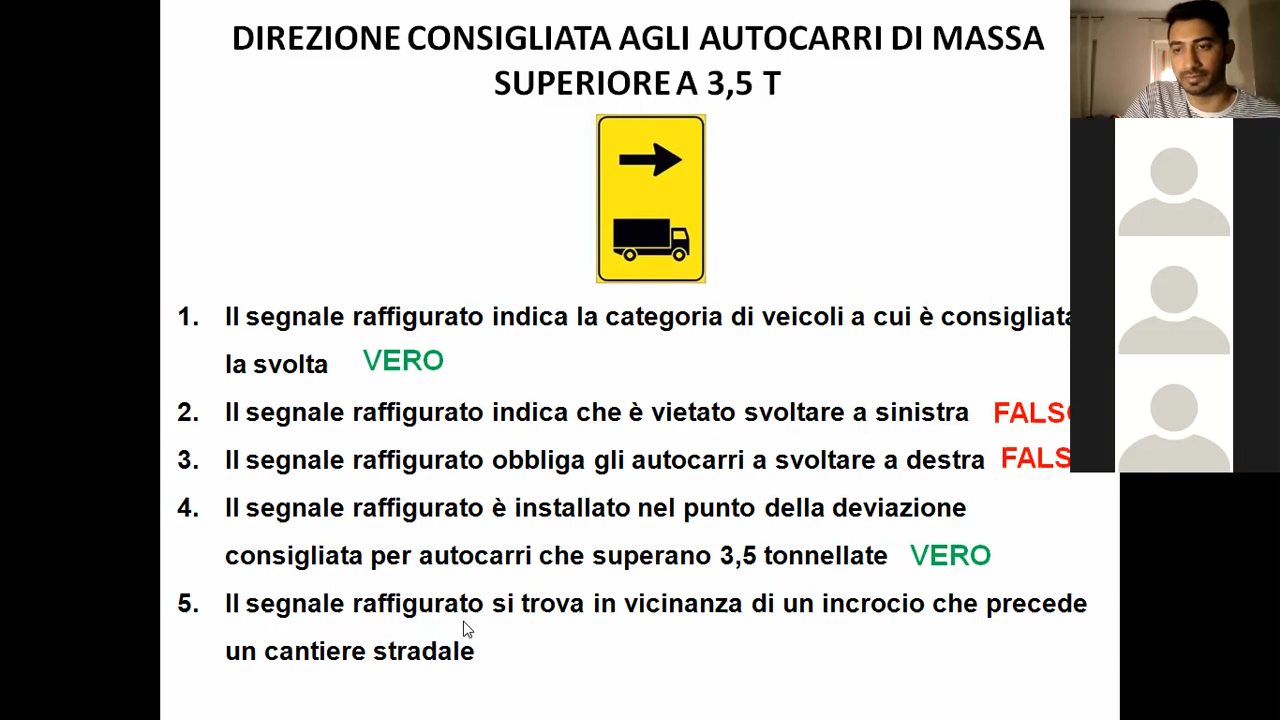 DIREZIONE CONSIGLIATA AGLI AUTOCARRI DI MASSA
SUPERIORE A 3,5 T
1. Il segnale raffigurato indica la categoria di veicoli a cui è consigliata
la svolta VERO
2. Il segnale raffigurato indica che è vietato svoltare a sinistra FALSO
3. Il segnale raffigurato obbliga gli autocarri a svoltare a destra FALS
4. Il segnale raffigurato è installato nel punto della deviazione
consigliata per autocarri che superano 3,5 tonnellate VERO
5. Il segnale raffigurato si trova in vicinanza di un incrocio che precede
un cantiere stradale